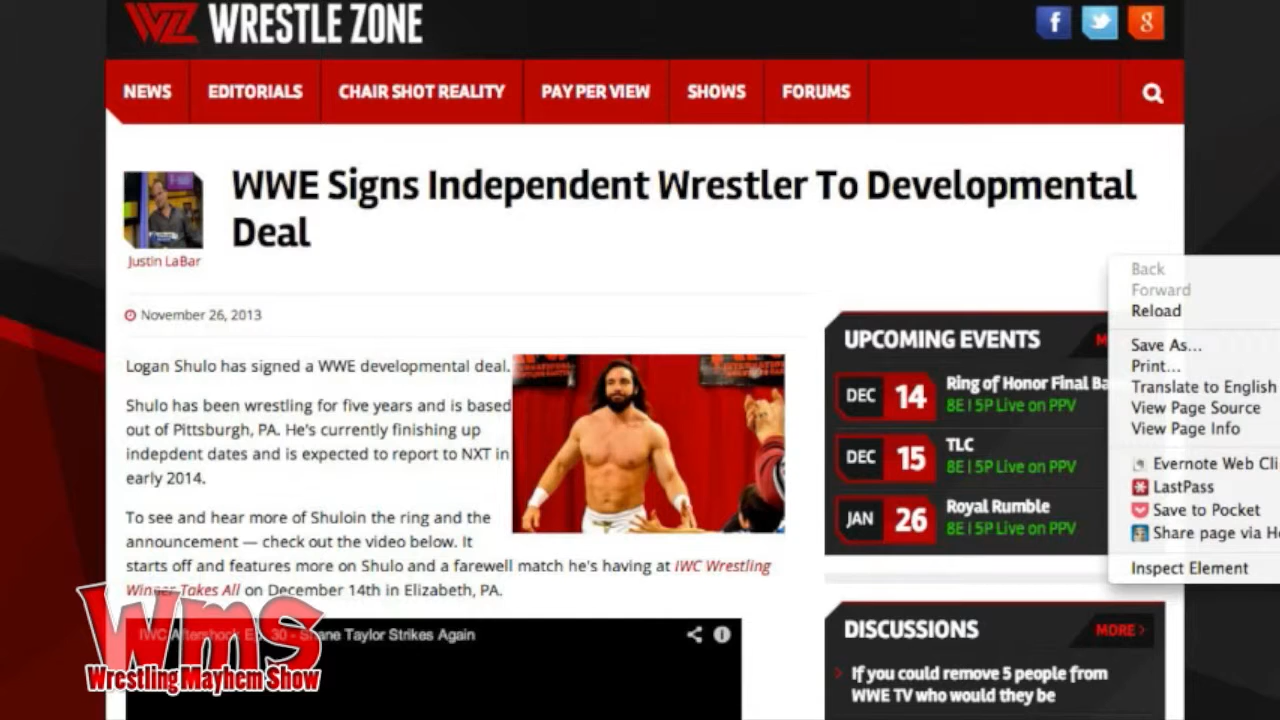 WZ WRESTLE ZONE
NEWS EDITORIALS CHAIR SHOT REALITY PAY PER VIEW SHOWS FORUMS
WWE Signs Independent Wrestler To Developmental
Deal
Justin LaBar
November 26, 2013
Logan Shulo has signed a WWE developmental deal.
Shulo has been wrestling for five years and is based
out of Pittsburgh, PA. He's currently finishing up
indepdent dates and is expected to report to NXT in
early 2014.
To see and hear more of Shuloin the ring and the
announcement — check out the video below. It
starts off and features more on Shulo and a farewell match he's having at IWC Wrestling
Winner Takes All on December 14th in Elizabeth, PA.
IWC Aftershock Ep. 30 - Shane Taylor Strikes Again
WMS
Wrestling Mayhem Show
UPCOMING EVENTS
DEC 14 Ring of Honor Final Ba
8E | 5P Live on PPV
DEC 15 TLC
8E | 5P Live on PPV
JAN 26 Royal Rumble
8E | 5P Live on PPV
DISCUSSIONS MORE
If you could remove 5 people from
WWE TV who would they be
Back
Forward
Reload
Save As...
Print...
Translate to English
View Page Source
View Page Info
Evernote Web Cli
LastPass
Save to Pocket
Share page via Ho
Inspect Element